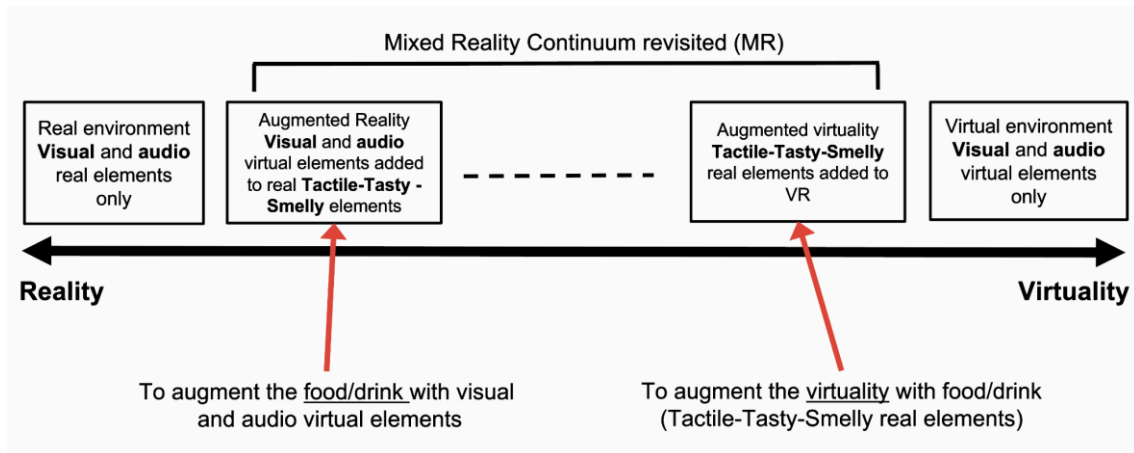 Mixed Reality Continuum revisited (MR)
Real environment
Visual and audio
real elements
only
Augmented Reality
Visual and audio
virtual elements added
to real Tactile-Tasty -
Smelly elements
Augmented virtuality
Tactile-Tasty-Smelly
real elements added to
VR
Virtual environment
Visual and audio
virtual elements
only
Reality
Virtuality
To augment the food/drink with visual
and audio virtual elements
To augment the virtuality with food/drink
(Tactile-Tasty-Smelly real elements)